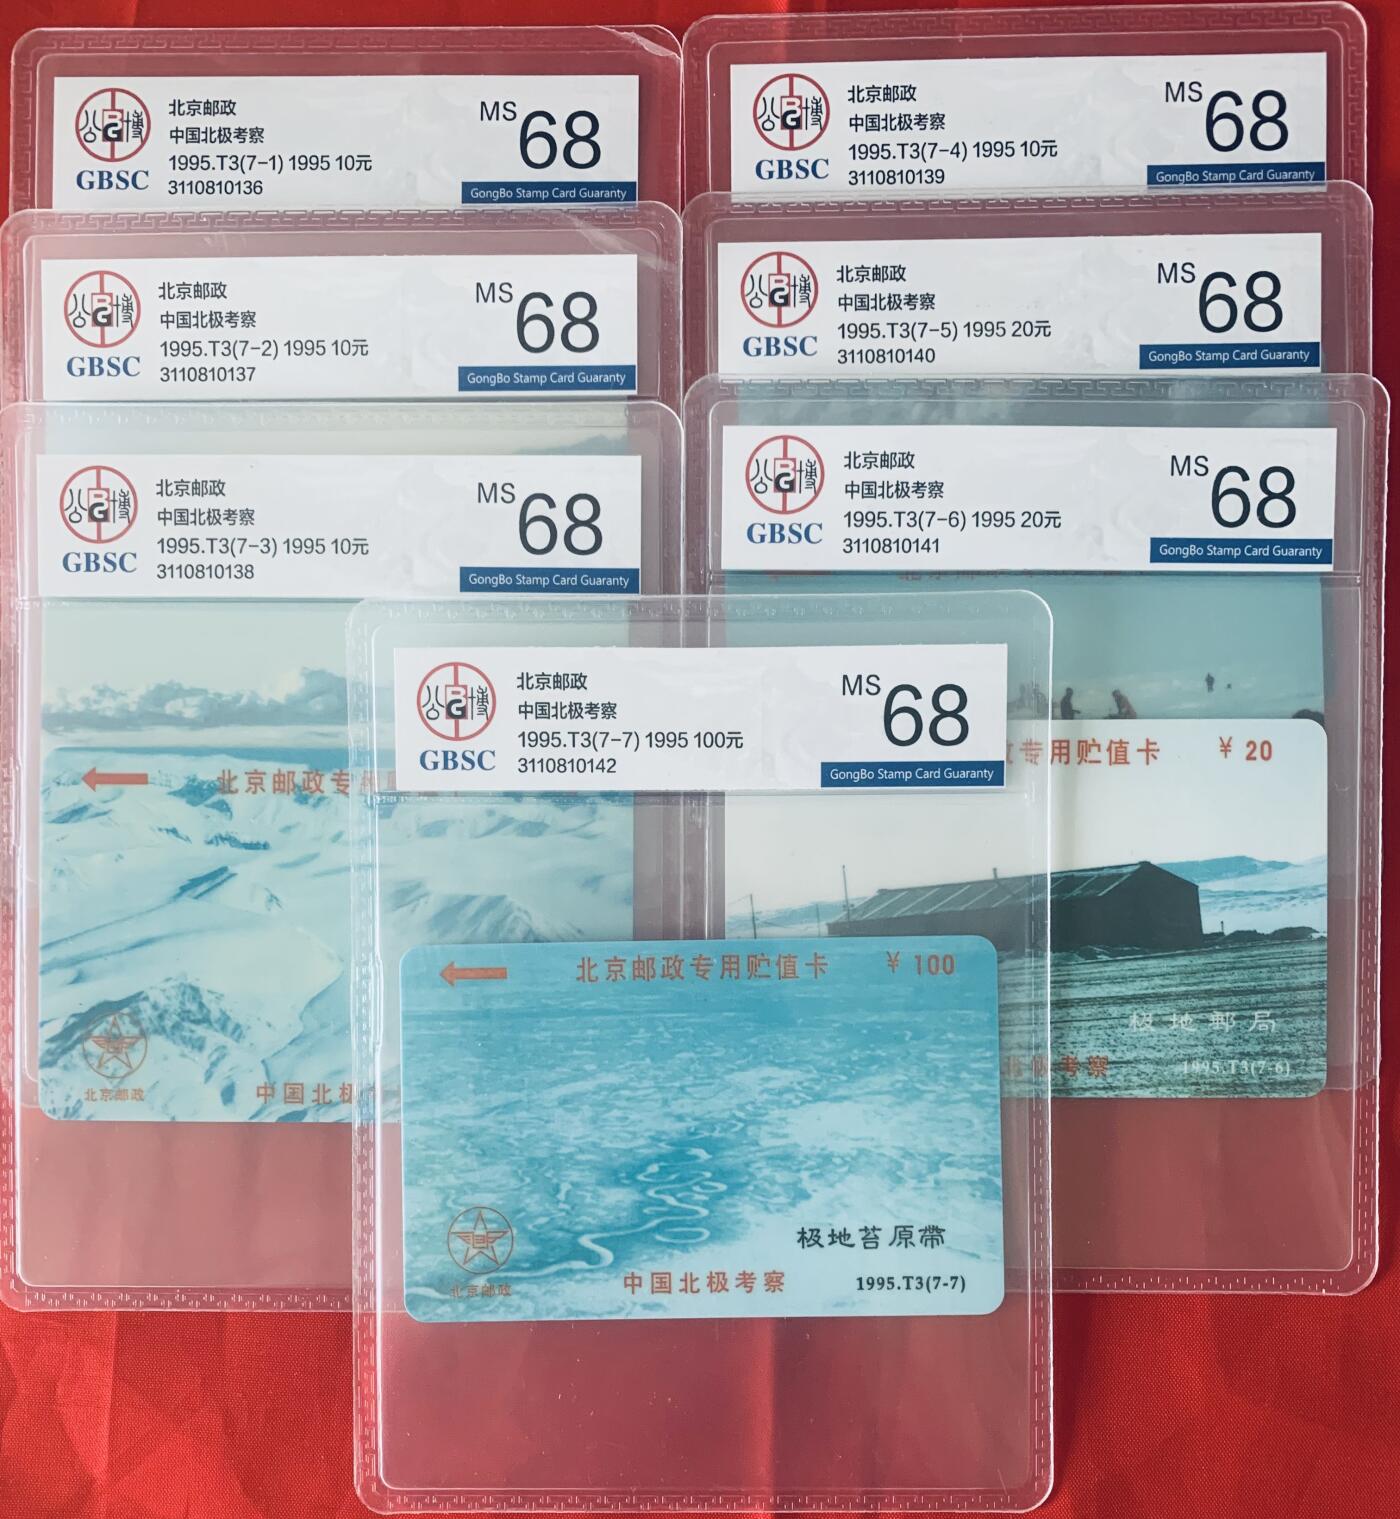 北京邮政
中国北极考察
1995.T3(7-1) 1995 10元
3110810136
GBSC
MS 68
GongBo Stamp Card Guaranty
北京邮政
中国北极考察
1995.T3(7-4) 1995 10元
3110810139
GBSC
MS 68
GongBo Stamp Card Guaranty
北京邮政
中国北极考察
1995.T3(7-2) 1995 10元
3110810137
GBSC
MS 68
GongBo Stamp Card Guaranty
北京邮政
中国北极考察
1995.T3(7-5) 1995 20元
3110810140
GBSC
MS 68
GongBo Stamp Card Guaranty
北京邮政
中国北极考察
1995.T3(7-3) 1995 10元
3110810138
GBSC
MS 68
GongBo Stamp Card Guaranty
北京邮政
中国北极考察
1995.T3(7-6) 1995 20元
3110810141
GBSC
MS 68
GongBo Stamp Card Guaranty
北京邮政
中国北极考察
1995.T3(7-7) 1995 100元
3110810142
GBSC
MS 68
GongBo Stamp Card Guaranty
北京邮政专
北京邮政
中国北极
专用贮值卡 ¥ 20
极地邮局
考察
1995.T3(7-6)
北京邮政专用贮值卡 ¥ 100
极地苔原带
北京邮政
中国北极考察
1995.T3(7-7)